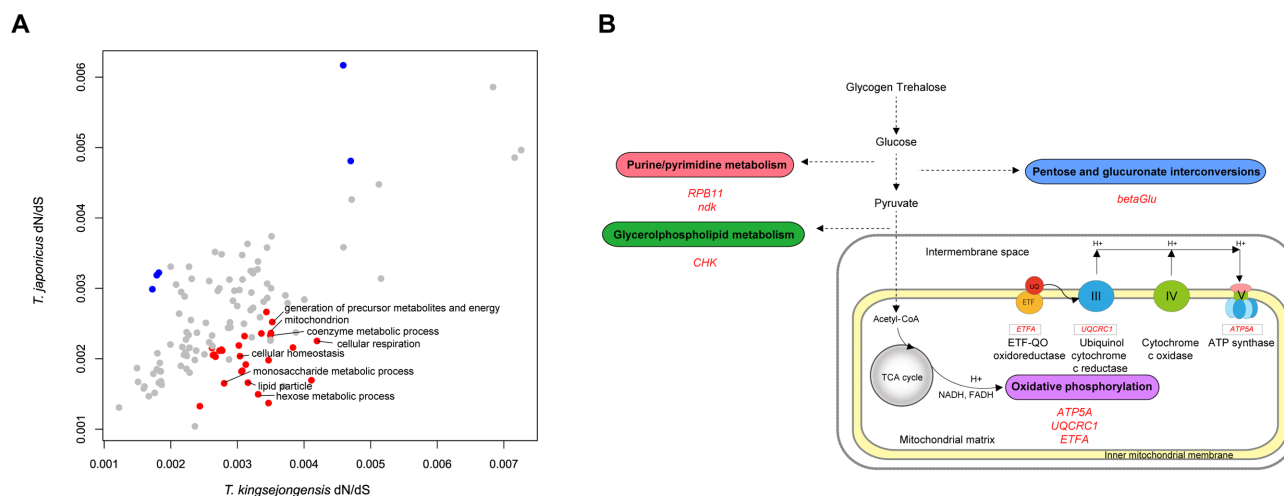 A
T. japonicus dN/dS
0.006
0.005
0.004
0.003
0.002
0.001
generation of precursor metabolites and energy
mitochondrion
coenzyme metabolic process
cellular respiration
cellular homeostasis
monosaccharide metabolic process
lipid particle
hexose metabolic process
0.001 0.002 0.003 0.004 0.005 0.006 0.007
T. kingsejongensis dN/dS
B
Glycogen Trehalose
Glucose
Purine/pyrimidine metabolism
RPB11
ndk
Pentose and glucuronate interconversions
betaGlu
Pyruvate
Glycerolphospholipid metabolism
CHK
Intermembrane space
H+ H+ H+
UQ
ETF
III
IV
V
Acetyl-CoA
ETFA
ETF-QO
oxidoreductase
UQCRC1
Ubiquinol
cytochrome
c reductase
Cytochrome
c oxidase
ATP5A
ATP synthase
TCA cycle
H+
NADH, FADH
Oxidative phosphorylation
ATP5A
UQCRC1
ETFA
Mitochondrial matrix
Inner mitochondrial membrane